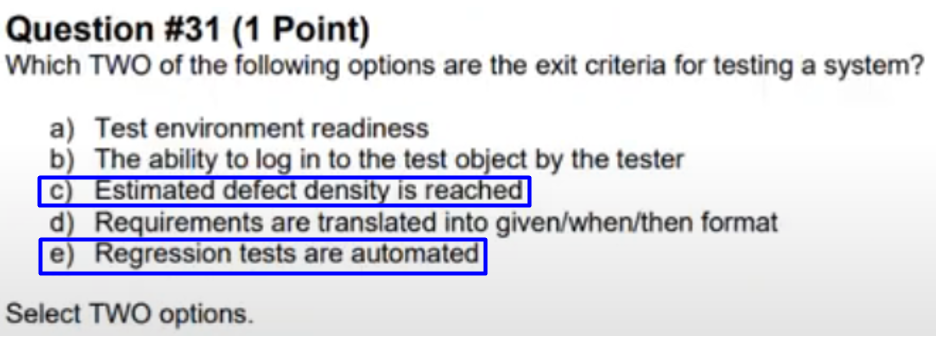 Question #31 (1 Point)
Which TWO of the following options are the exit criteria for testing a system?
a) Test environment readiness
b) The ability to log in to the test object by the tester
c) Estimated defect density is reached
d) Requirements are translated into given/when/then format
e) Regression tests are automated
Select TWO options.